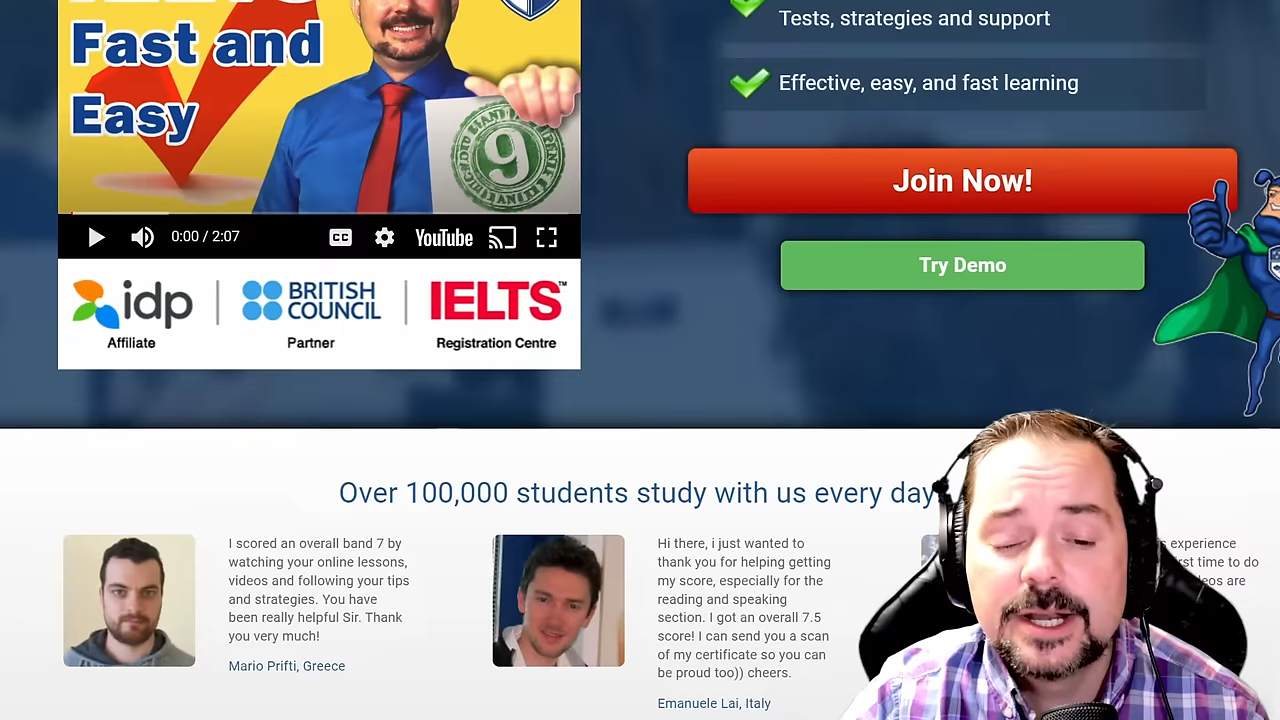 Fast and
Easy
9
0:00 / 2:07
CC
YouTube
idp
Affiliate
BRITISH
COUNCIL
Partner
IELTS™
Registration Centre
Tests, strategies and support
Effective, easy, and fast learning
Join Now!
Try Demo
Over 100,000 students study with us every day
I scored an overall band 7 by
watching your online lessons,
videos and following your tips
and strategies. You have
been really helpful Sir. Thank
you very much!
Mario Prifti, Greece
Hi there, i just wanted to
thank you for helping getting
my score, especially for the
reading and speaking
section. I got an overall 7.5
score! I can send you a scan
of my certificate so you can
be proud too)) cheers.
Emanuele Lai, Italy
experience
time to do
are